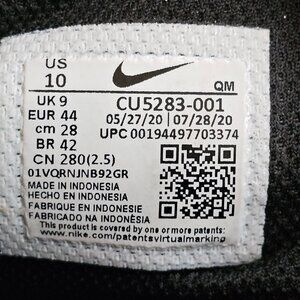 US
10
QM
UK 9
CU5283-001
EUR 44
05/27/20 07/28/20
cm 28
UPC 00194497703374
BR 42
CN 280(2.5)
01VQRNJNB92GR
MADE IN INDONESIA
HECHO EN INDONESIA
FABRIQUE EN INDONESIE
FABRICADO NA INDONÉSIA
This product is covered by one or more patents. See
www.nike.com/patentsvirtualmarking